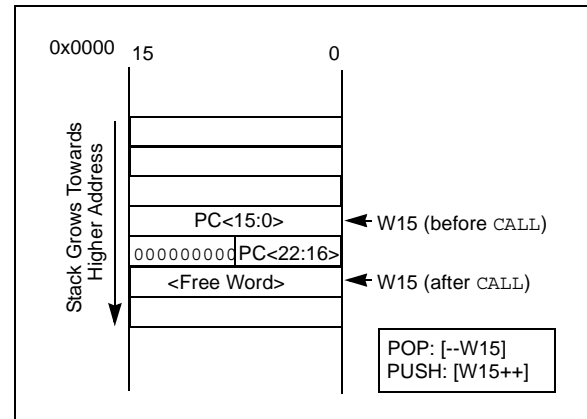 0x0000 15 0
Stack Grows Towards
Higher Address
PC<15:0>
W15 (before CALL)
000000000 PC<22:16>
<Free Word>
W15 (after CALL)
POP: [--W15]
PUSH: [W15++]